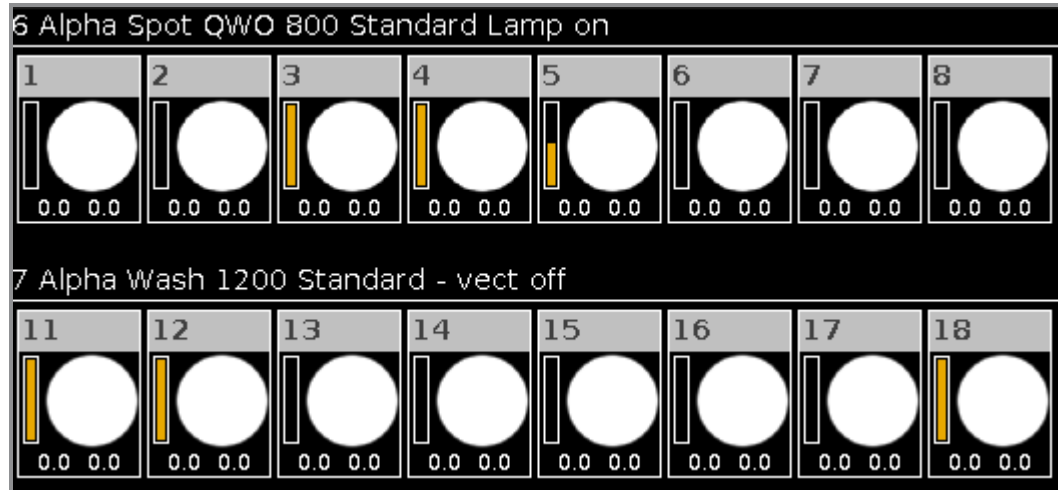 6 Alpha Spot QWO 800 Standard Lamp on
1 2 3 4 5 6 7 8
0.0 0.0 0.0 0.0 0.0 0.0 0.0 0.0 0.0 0.0 0.0 0.0 0.0 0.0 0.0 0.0
7 Alpha Wash 1200 Standard - vect off
11 12 13 14 15 16 17 18
0.0 0.0 0.0 0.0 0.0 0.0 0.0 0.0 0.0 0.0 0.0 0.0 0.0 0.0 0.0 0.0